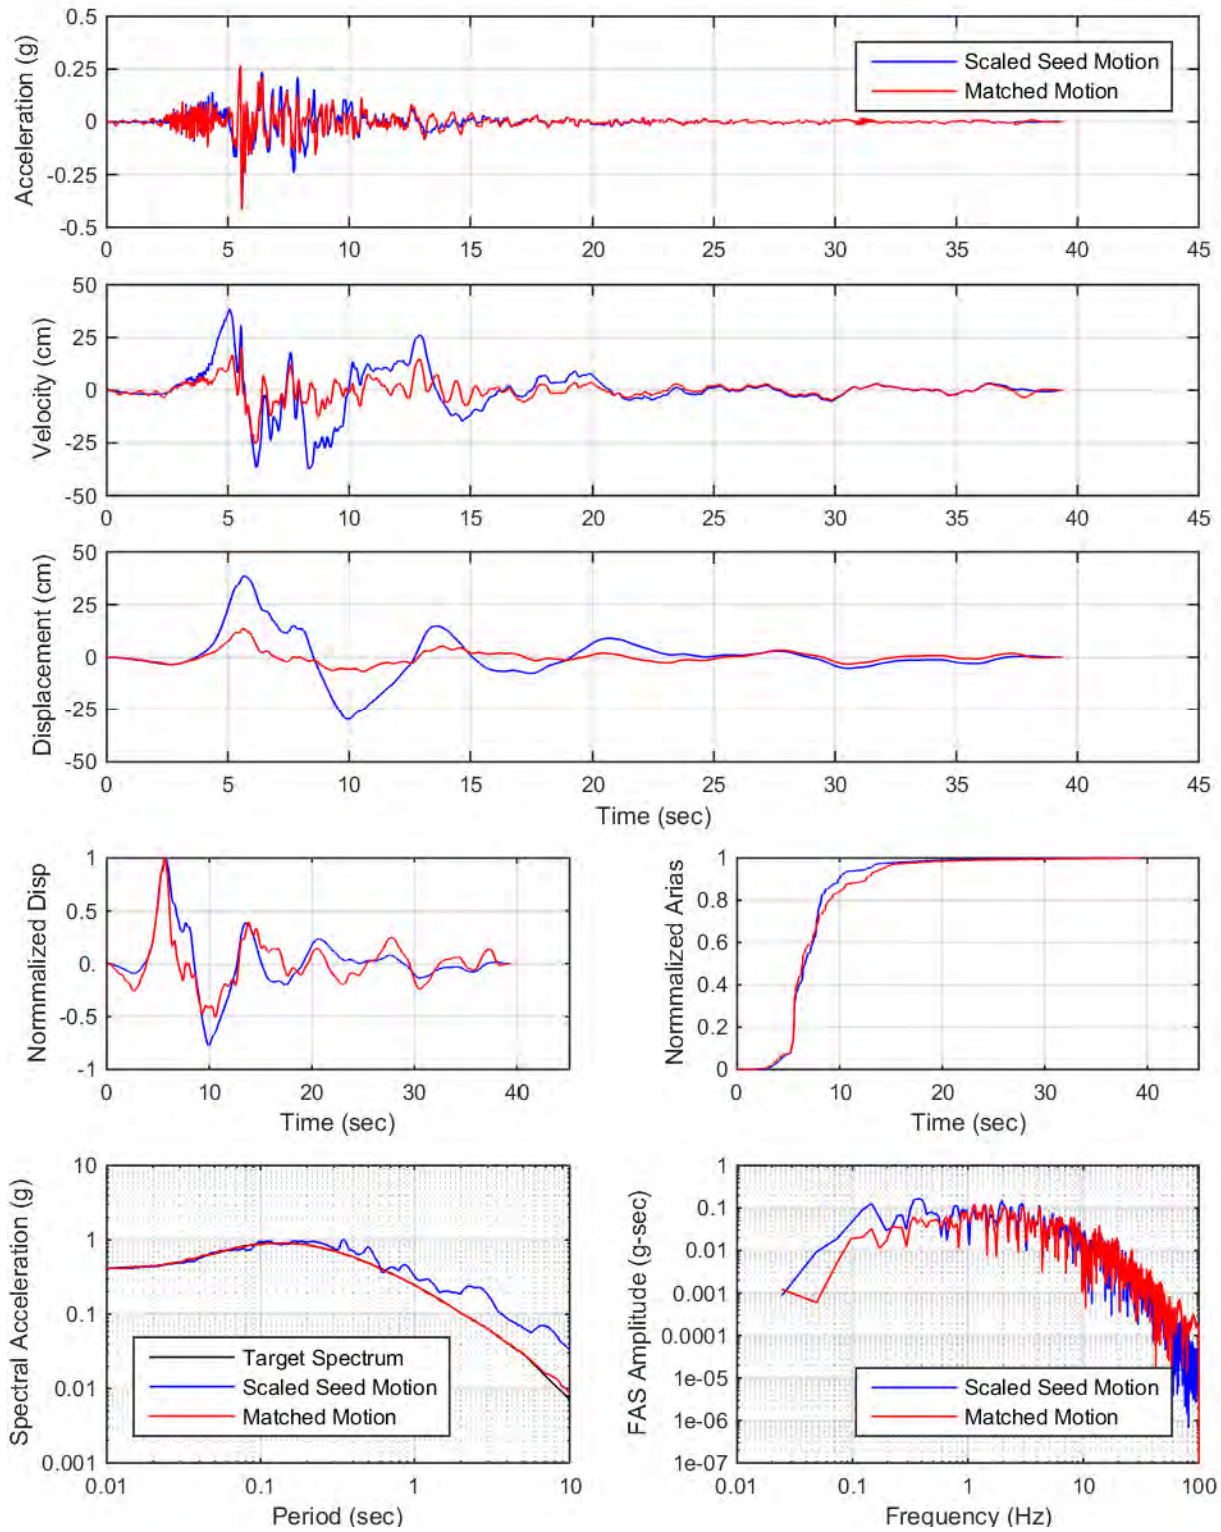 0.5
0.25
0
-0.25
-0.5
Acceleration (g)
Scaled Seed Motion
Matched Motion
0 5 10 15 20 25 30 35 40 45
50
25
0
-25
-50
Velocity (cm)
0 5 10 15 20 25 30 35 40 45
50
25
0
-25
-50
Displacement (cm)
0 5 10 15 20 25 30 35 40 45
Time (sec)
1
0.5
0
-0.5
-1
Normmalized Disp
0 10 20 30 40
Time (sec)
1
0.8
0.6
0.4
0.2
0
Normmalized Arias
0 10 20 30 40
Time (sec)
10
1
0.1
0.01
0.001
Spectral Acceleration (g)
Target Spectrum
Scaled Seed Motion
Matched Motion
0.01 0.1 1 10
Period (sec)
1
0.1
0.01
0.001
0.0001
1e-05
1e-06
1e-07
FAS Amplitude (g-sec)
Scaled Seed Motion
Matched Motion
0.01 0.1 1 10 100
Frequency (Hz)